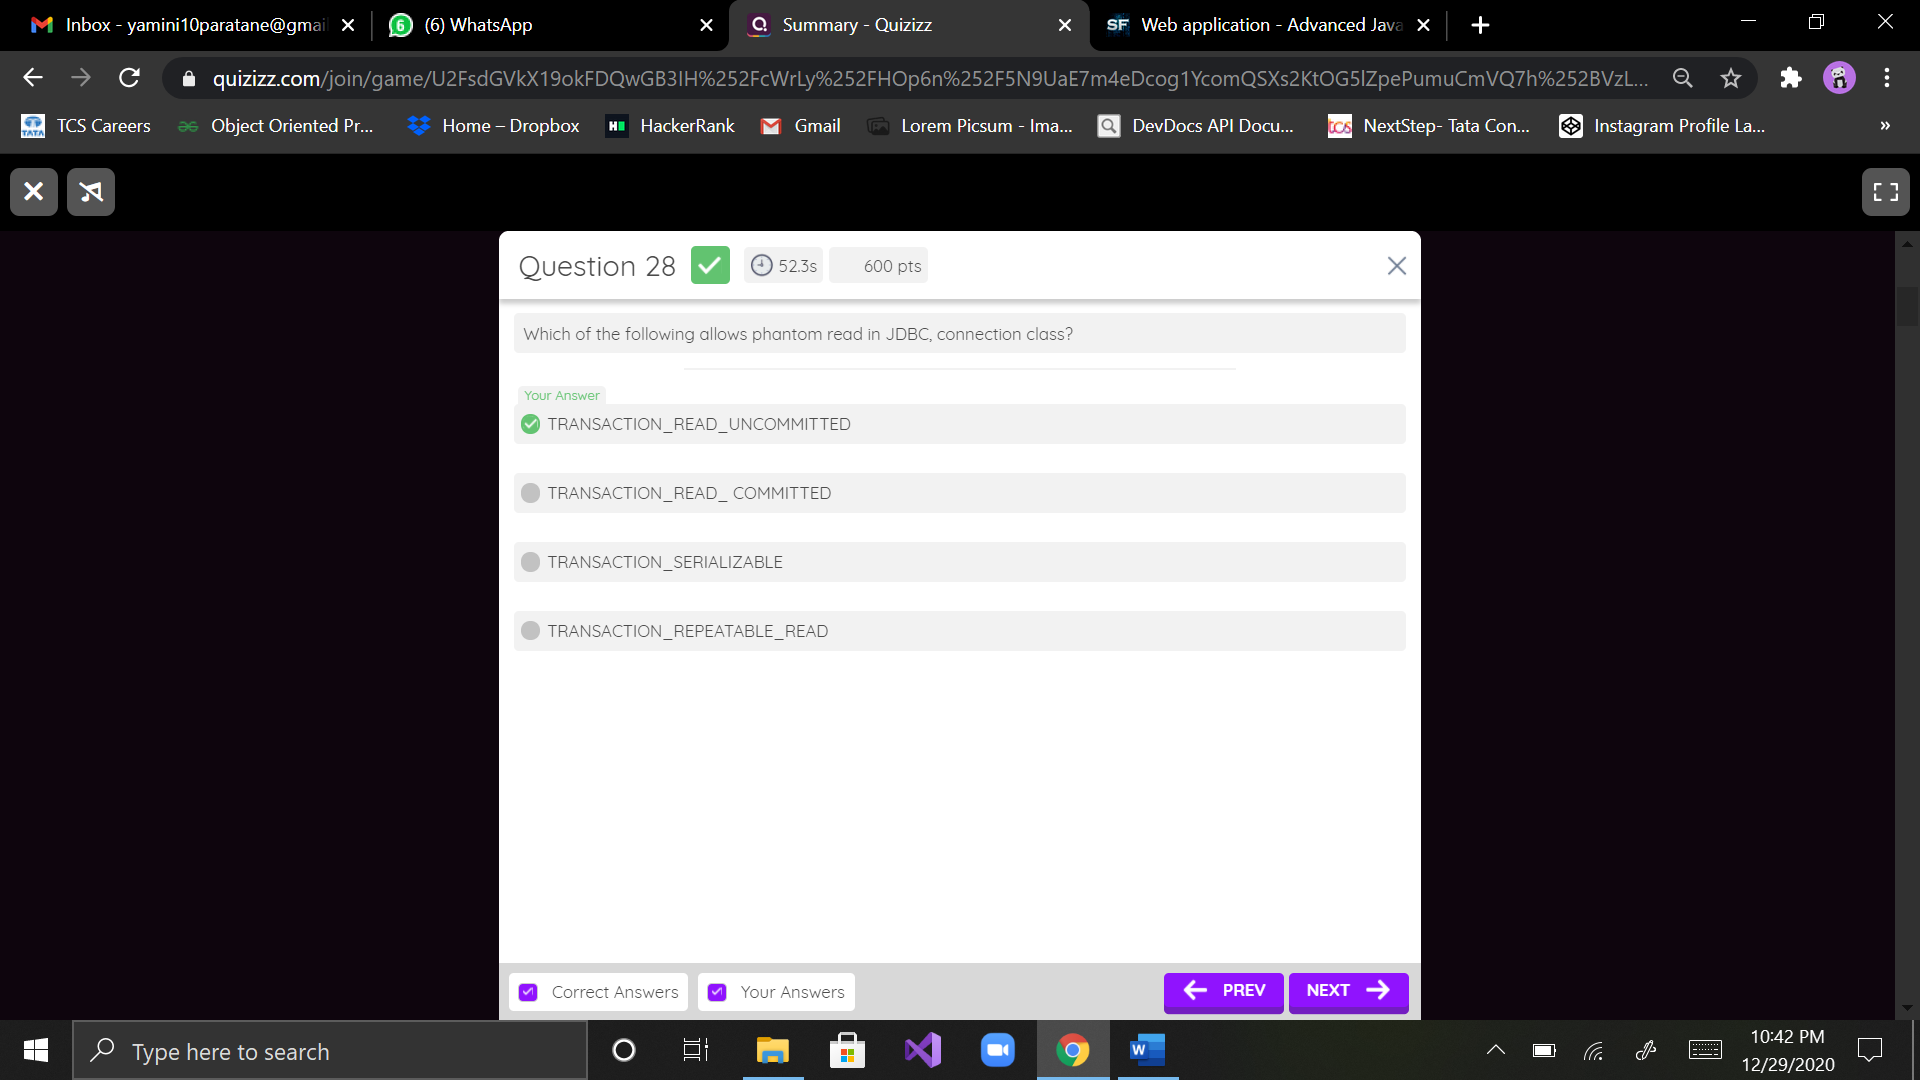 Inbox - yamini10paratane@gmai
(6) WhatsApp
Summary - Quizizz
SF Web application - Advanced Java
quizizz.com/join/game/U2FsdGVkX19okFDQwGB3IH%252FcWrLy%252FHOp6n%252F5N9UaE7m4eDcog1YcomQSXs2KtOG5lZpePumuCmVQ7h%252BVzL...
TATA TCS Careers
Object Oriented Pr...
Home – Dropbox
HackerRank
Gmail
Lorem Picsum - Ima...
DevDocs API Docu...
tcs NextStep- Tata Con...
Instagram Profile La...
»
Question 28
52.3s
600 pts
Which of the following allows phantom read in JDBC, connection class?
Your Answer
TRANSACTION_READ_UNCOMMITTED
TRANSACTION_READ_ COMMITTED
TRANSACTION_SERIALIZABLE
TRANSACTION_REPEATABLE_READ
Correct Answers
Your Answers
PREV
NEXT
Type here to search
10:42 PM
12/29/2020